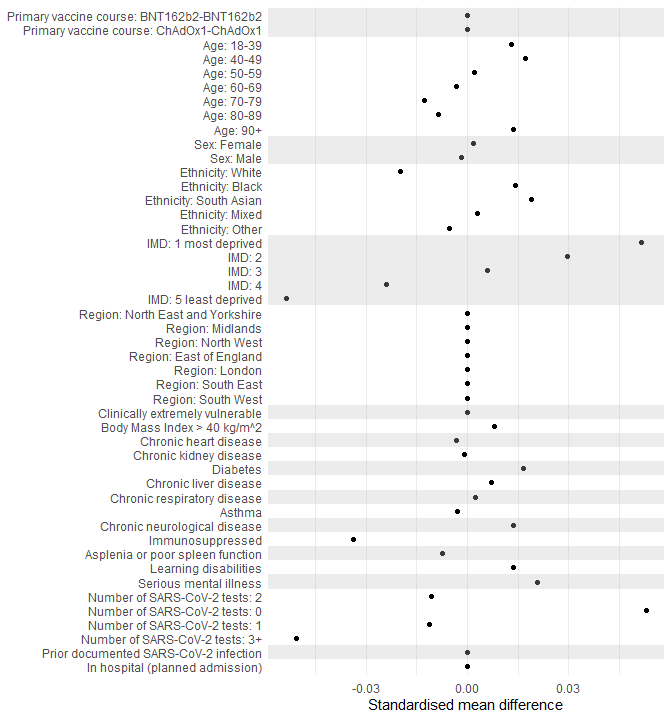 Primary vaccine course: BNT162b2-BNT162b2
Primary vaccine course: ChAdOx1-ChAdOx1
Age: 18-39
Age: 40-49
Age: 50-59
Age: 60-69
Age: 70-79
Age: 80-89
Age: 90+
Sex: Female
Sex: Male
Ethnicity: White
Ethnicity: Black
Ethnicity: South Asian
Ethnicity: Mixed
Ethnicity: Other
IMD: 1 most deprived
IMD: 2
IMD: 3
IMD: 4
IMD: 5 least deprived
Region: North East and Yorkshire
Region: Midlands
Region: North West
Region: East of England
Region: London
Region: South East
Region: South West
Clinically extremely vulnerable
Body Mass Index > 40 kg/m^2
Chronic heart disease
Chronic kidney disease
Diabetes
Chronic liver disease
Chronic respiratory disease
Asthma
Chronic neurological disease
Immunosuppressed
Asplenia or poor spleen function
Learning disabilities
Serious mental illness
Number of SARS-CoV-2 tests: 2
Number of SARS-CoV-2 tests: 0
Number of SARS-CoV-2 tests: 1
Number of SARS-CoV-2 tests: 3+
Prior documented SARS-CoV-2 infection
In hospital (planned admission)
-0.03 0.00 0.03
Standardised mean difference